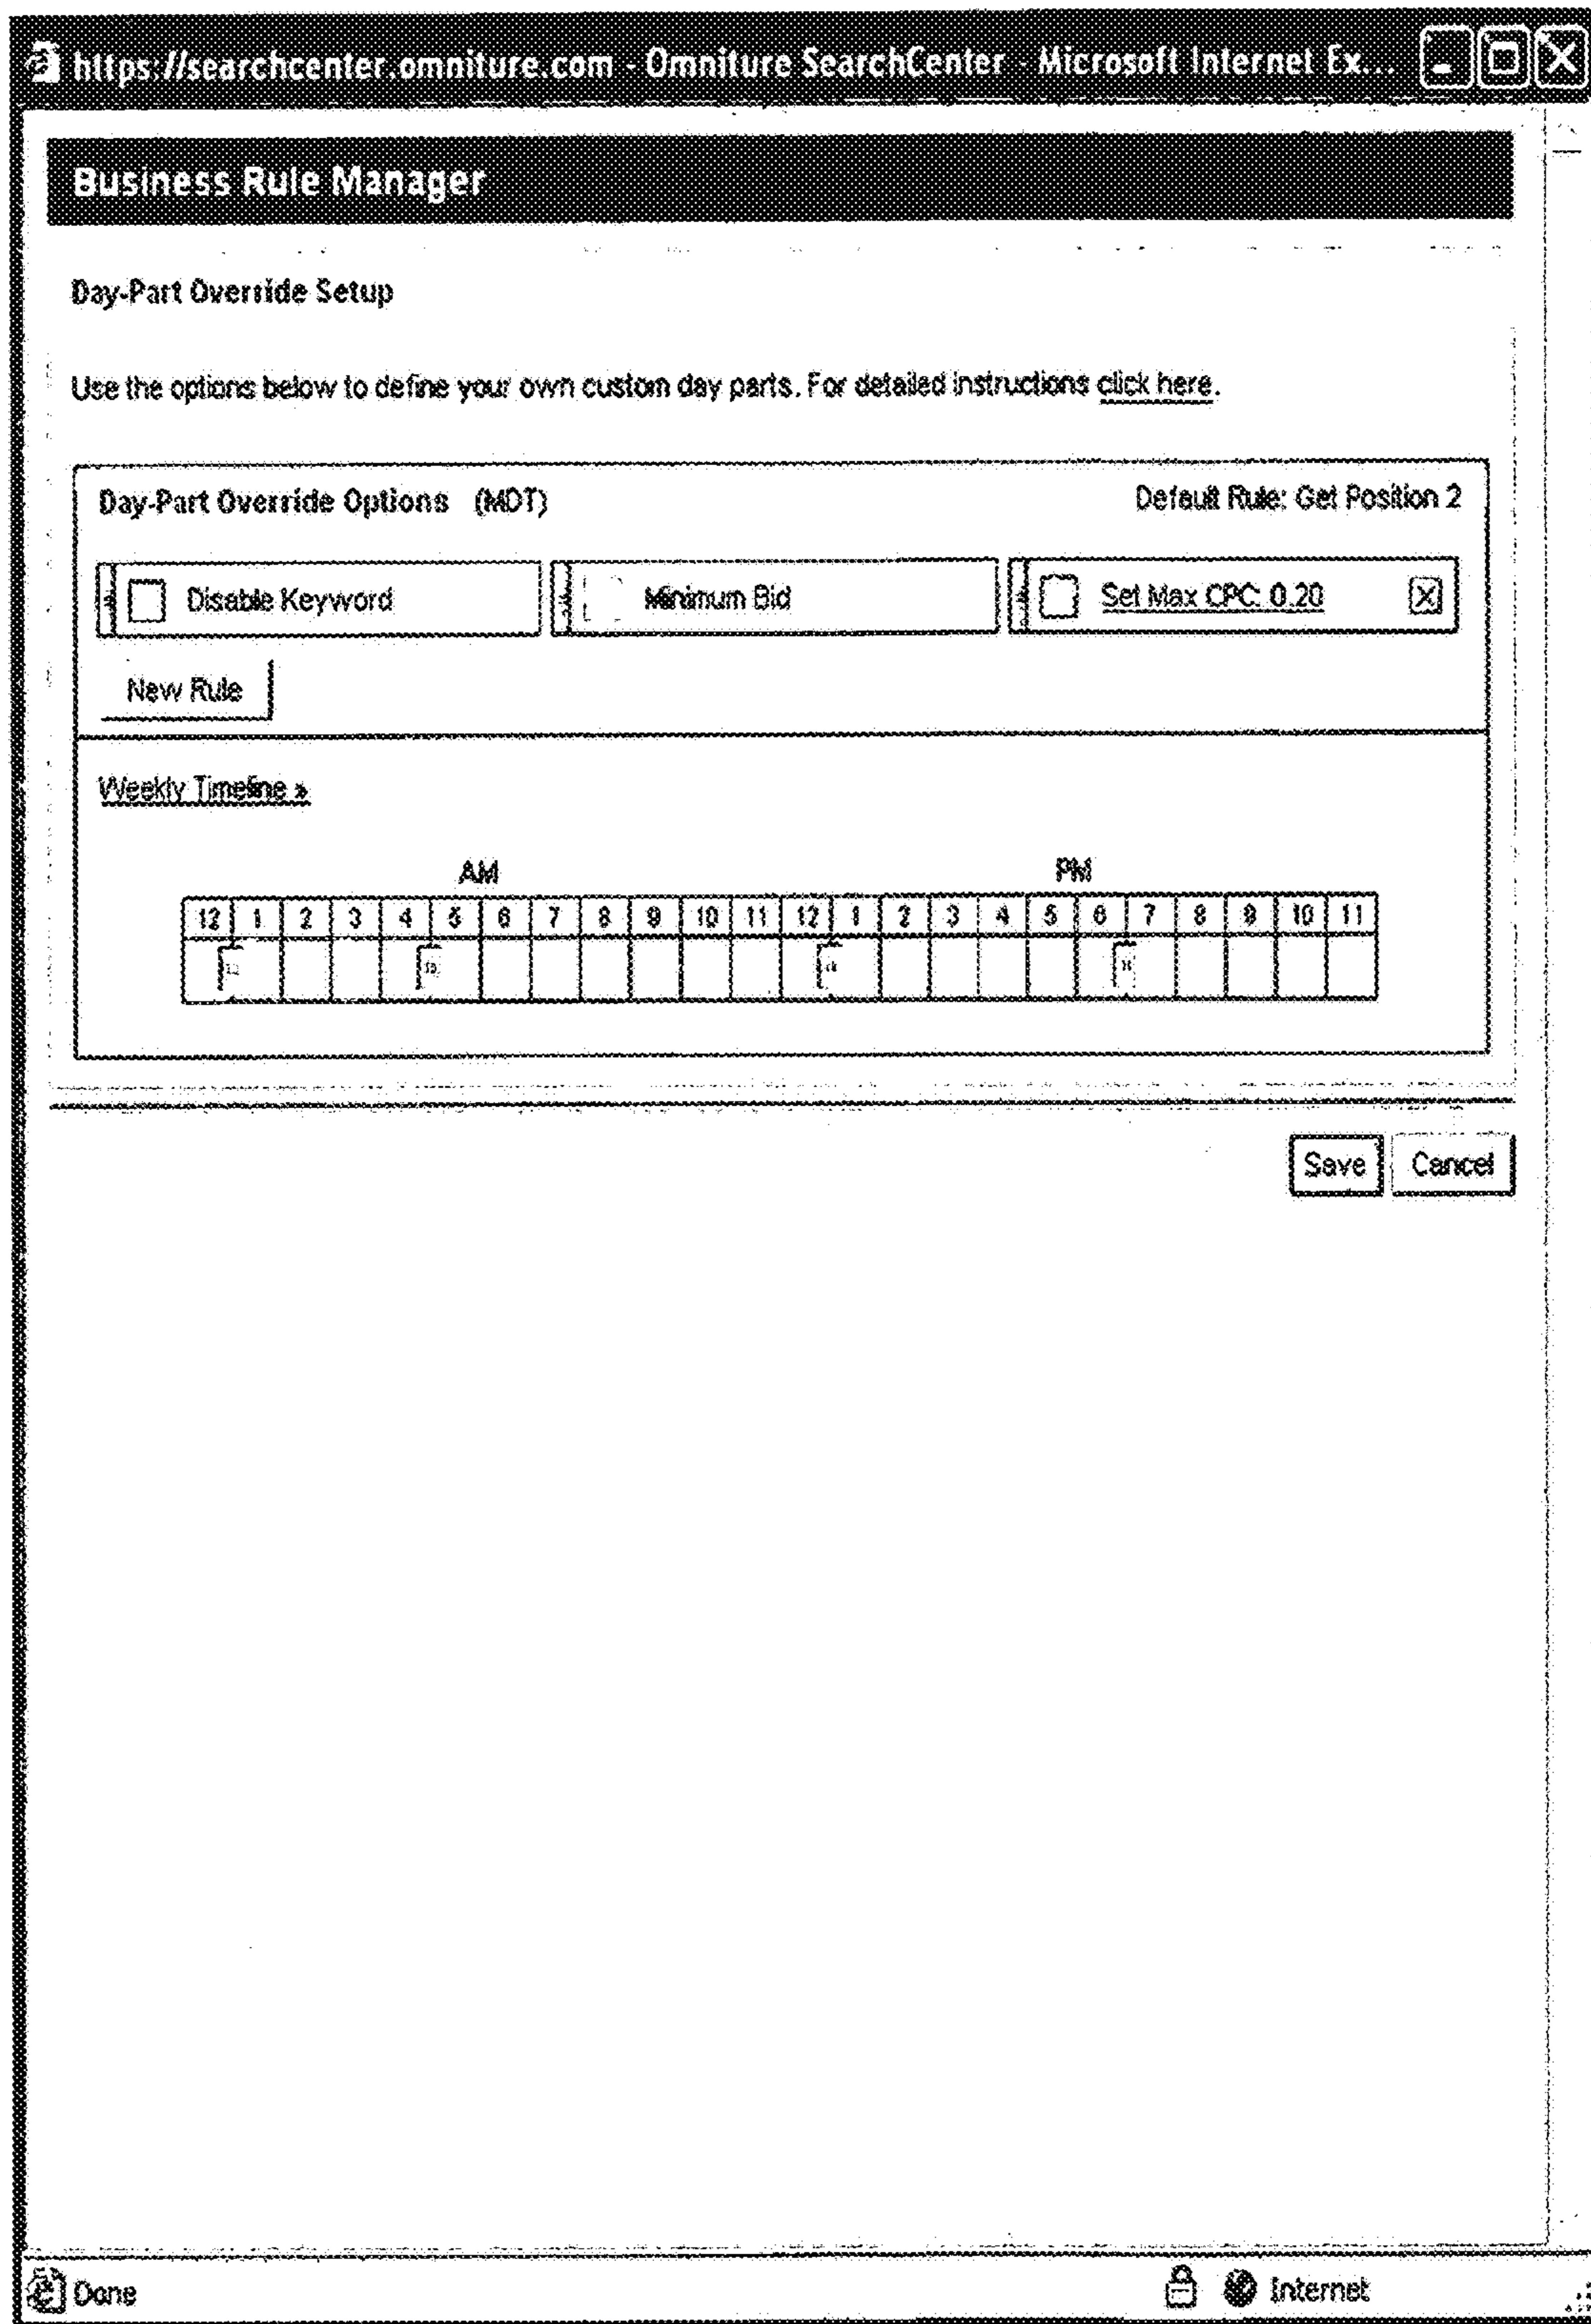 https://searchcenter.omniture.com - Omniture SearchCenter - Microsoft Internet Ex...
Business Rule Manager
Day-Part Override Setup
Use the options below to define your own custom day parts. For detailed instructions click here.
Day-Part Override Options (MDT) Default Rule: Get Position 2
Disable Keyword Minimum Bid Set Max CPC: 0.20
New Rule
Weekly Timeline »
AM PM
12 1 2 3 4 5 6 7 8 9 10 11 12 1 2 3 4 5 6 7 8 9 10 11
Save Cancel
Done Internet